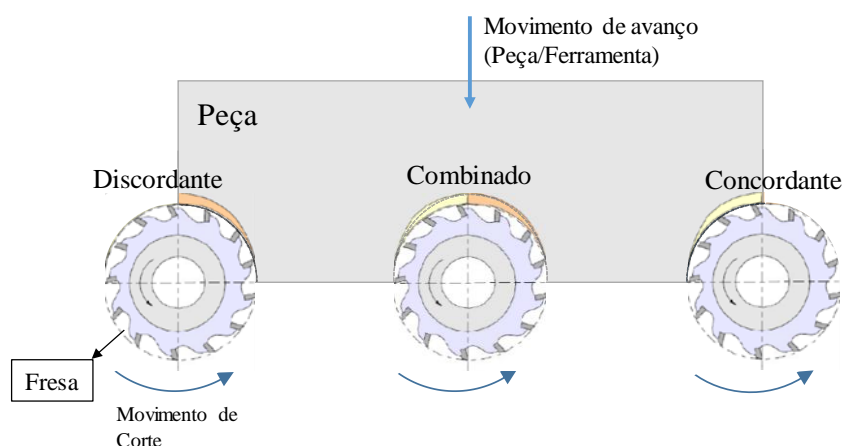 Movimento de avanço
(Peça/Ferramenta)
Peça
Discordante
Combinado
Concordante
Fresa
Movimento de
Corte